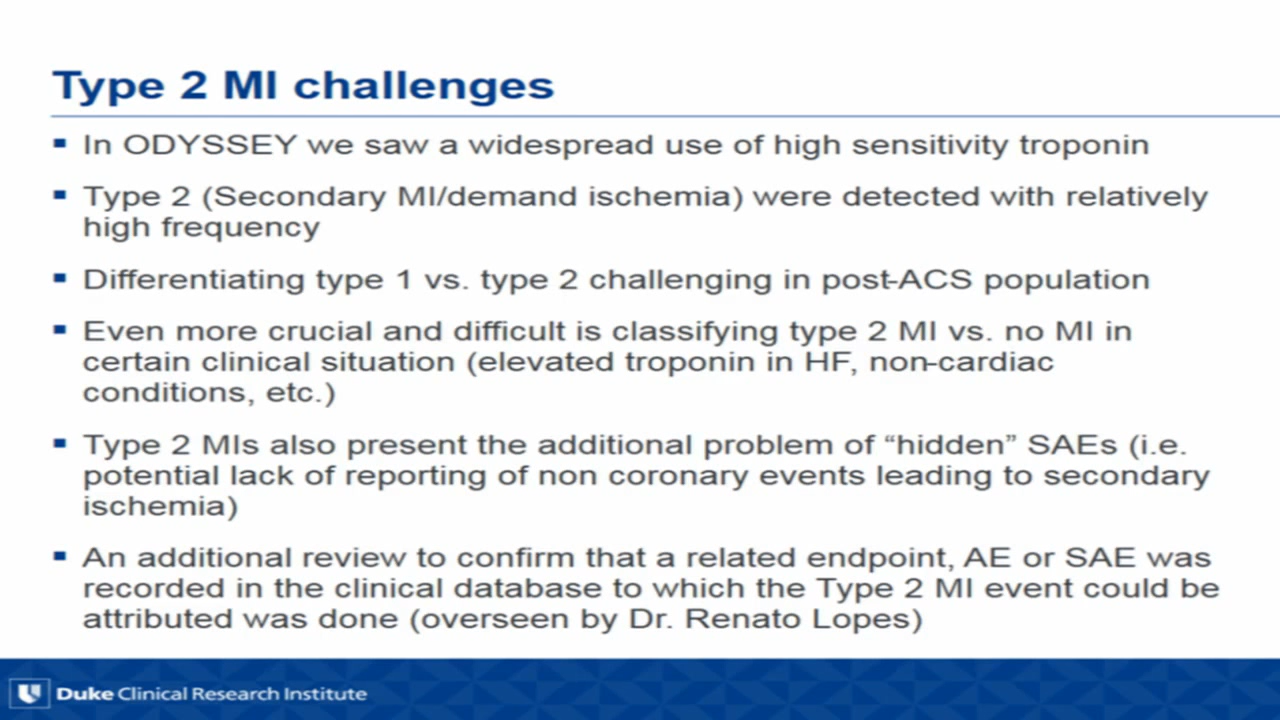 Type 2 MI challenges
In ODYSSEY we saw a widespread use of high sensitivity troponin
Type 2 (Secondary MI/demand ischemia) were detected with relatively
high frequency
Differentiating type 1 vs. type 2 challenging in post-ACS population
Even more crucial and difficult is classifying type 2 MI vs. no MI in
certain clinical situation (elevated troponin in HF, non-cardiac
conditions, etc.)
Type 2 MIs also present the additional problem of “hidden” SAEs (i.e.
potential lack of reporting of non coronary events leading to secondary
ischemia)
An additional review to confirm that a related endpoint, AE or SAE was
recorded in the clinical database to which the Type 2 MI event could be
attributed was done (overseen by Dr. Renato Lopes)
Duke Clinical Research Institute